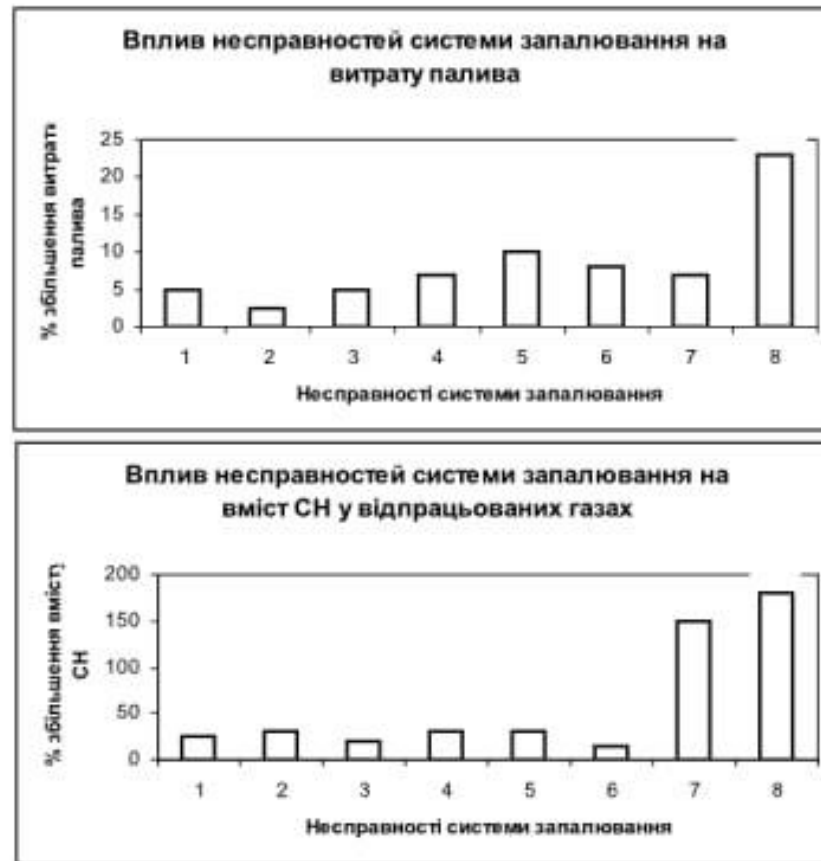 Вплив несправностей системи запалювання на
витрату палива
% збільшення витрати
палива
25
20
15
10
5
0
1 2 3 4 5 6 7 8
Несправності системи запалювання
Вплив несправностей системи запалювання на
вміст СН у відпрацьованих газах
% збільшення вмісту
СН
200
150
100
50
0
1 2 3 4 5 6 7 8
Несправності системи запалювання